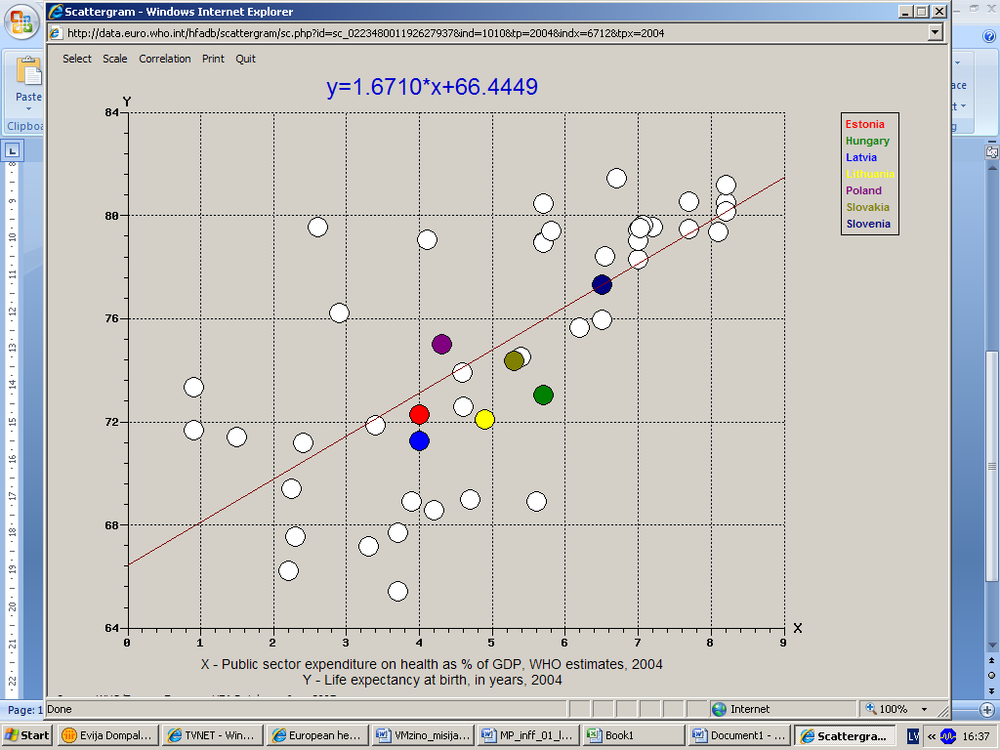 Scattergram - Windows Internet Explorer
http://data.euro.who.int/hfadb/scattergram/sc.php?id=sc_0223480011926279​37&ind=1010&tp=2004&indx=6712&tpx=2004
Select Scale Correlation Print Quit
Paste
Clipboa
y=1.6710*x+66.4449
Y
84
80
76
72
68
64
0 1 2 3 4 5 6 7 8 9
X
Estonia
Hungary
Latvia
Lithuania
Poland
Slovakia
Slovenia
X - Public sector expenditure on health as % of GDP, WHO estimates, 2004
Y - Life expectancy at birth, in years, 2004
Page: 1
Done Internet 100%
Start Evija Dompal... TVNET - Win... European he... VMzino_misija... MP_inff_01_l... Book1 Document1 - ... Scattergra... LV 16:37